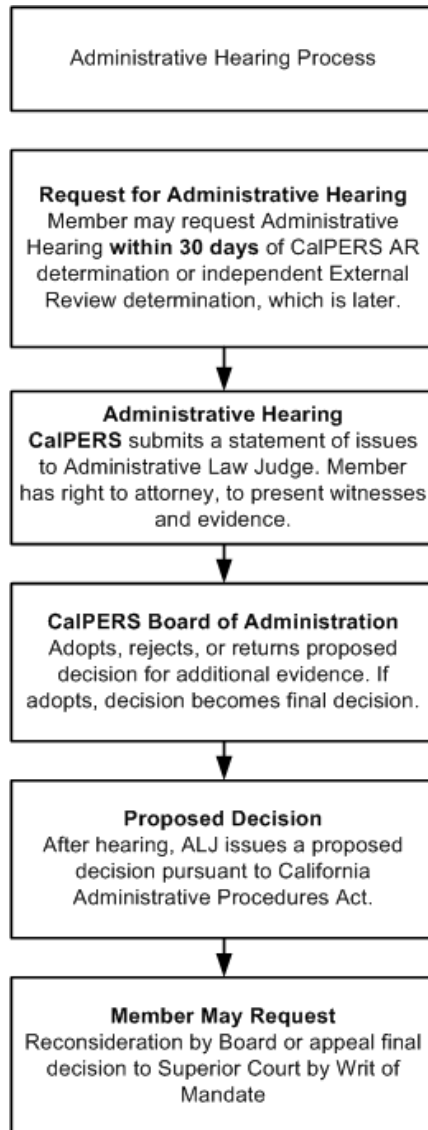 Administrative Hearing Process
Request for Administrative Hearing
Member may request Administrative
Hearing within 30 days of CalPERS AR
determination or independent External
Review determination, which is later.
Administrative Hearing
CalPERS submits a statement of issues
to Administrative Law Judge. Member
has right to attorney, to present witnesses
and evidence.
CalPERS Board of Administration
Adopts, rejects, or returns proposed
decision for additional evidence. If
adopts, decision becomes final decision.
Proposed Decision
After hearing, ALJ issues a proposed
decision pursuant to California
Administrative Procedures Act.
Member May Request
Reconsideration by Board or appeal final
decision to Superior Court by Writ of
Mandate